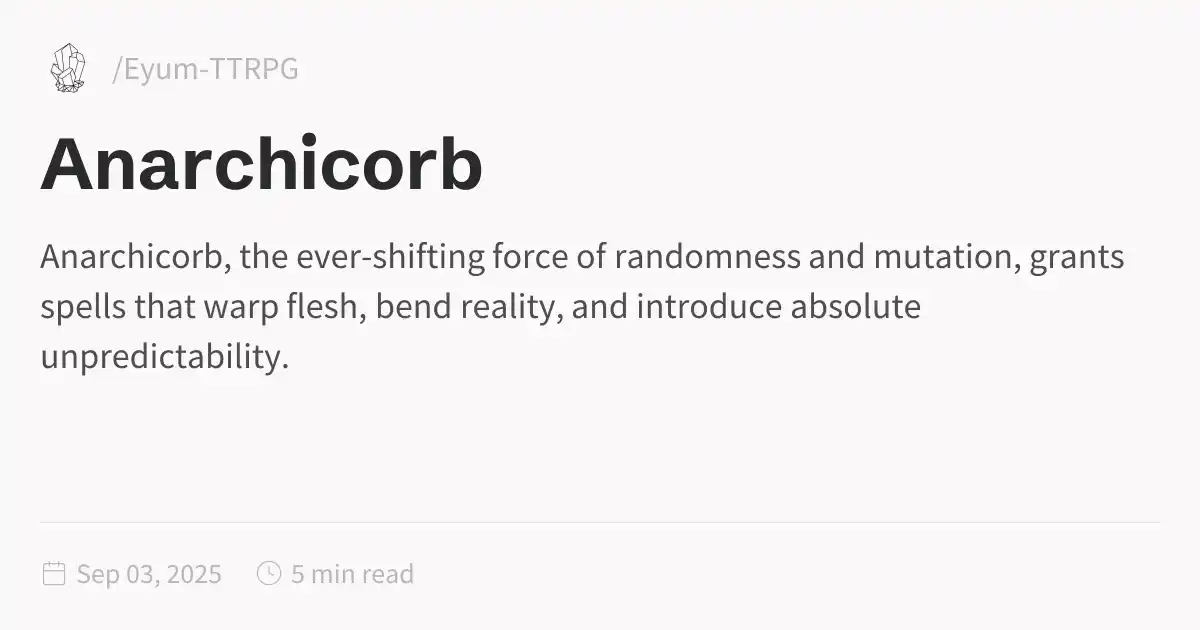 /Eyum-TTRPG
Anarchicorb
Anarchicorb, the ever-shifting force of randomness and mutation, grants
spells that warp flesh, bend reality, and introduce absolute
unpredictability.
Sep 03, 2025 5 min read